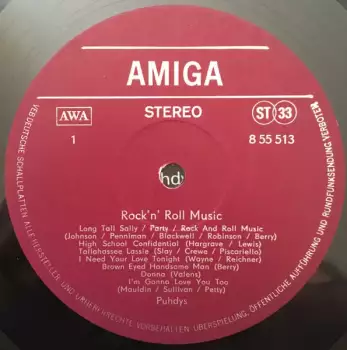 AMIGA
AWA
STEREO
ST 33
1
8 55 513
hd
Rock'n' Roll Music
Long Tall Sally / Party / Rock And Roll Music
(Johnson / Penniman / Blackwell / Robinson / Berry)
High School Confidential (Hargrave / Lewis)
Tallahassee Lassie (Slay / Crewe / Piscariello)
I Need Your Love Tonight (Wayne / Reichner)
Brown Eyed Handsome Man (Berry)
Donna (Valens)
I'm Gonna Love You Too
(Mauldin / Sullivan / Petty)
Puhdys
VEB DEUTSCHE SCHALLPLATTEN ALLE HERSTELLER- UND URHEBERRECHTE VORBEHALTEN ÜBERSPIELUNG, ÖFFENTLICHE AUFFÜHRUNG UND RUNDFUNKSENDUNG VERBOTEN